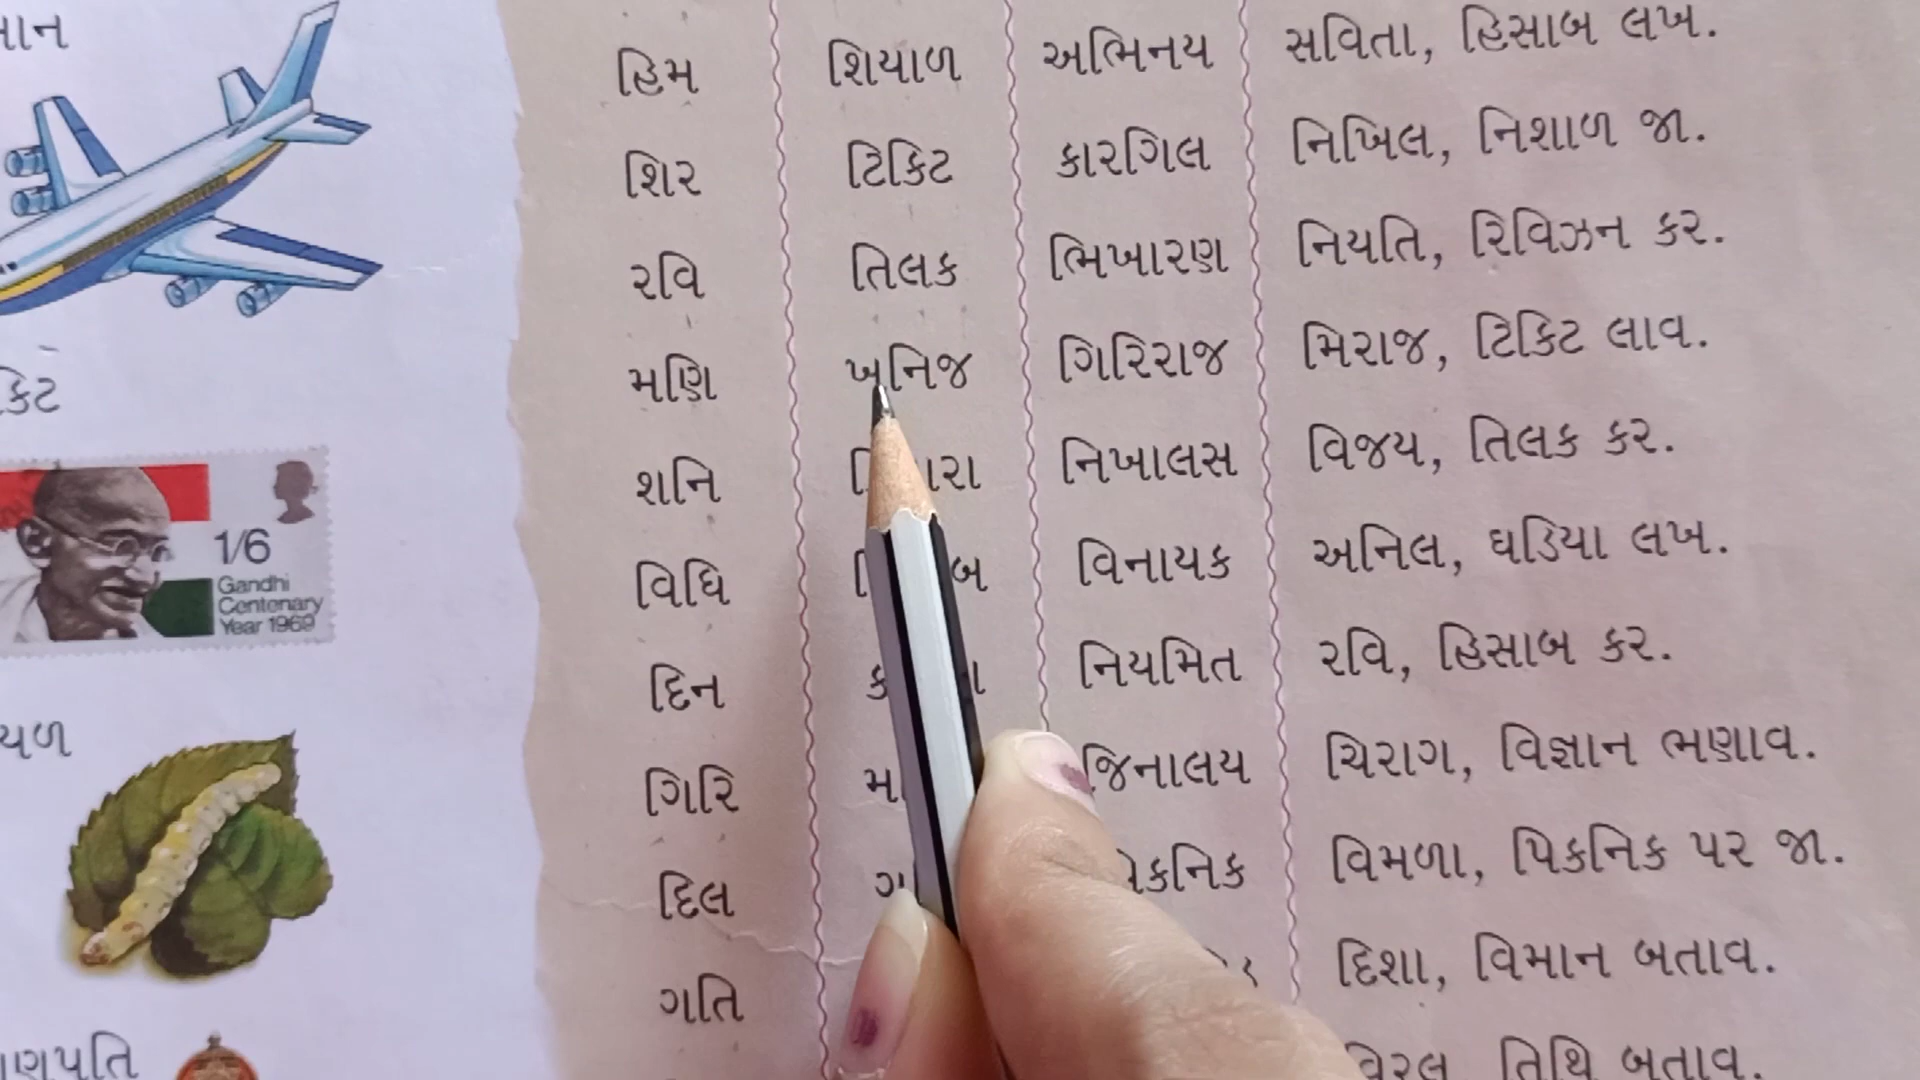 હિમ શિયાળ અભિનય સવિતા, હિસાબ લખ.
શિર ટિકિટ કારગિલ નિખિલ, નિશાળ જા.
રવિ તિલક ભિખારણ નિયતિ, રિવિઝન કર.
મણિ ખનિજ ગિરિરાજ મિરાજ, ટિકિટ લાવ.
શનિ નિખાલસ વિજય, તિલક કર.
1/6
Gandhi
Centenary
Year 1969
વિધિ વિનાયક અનિલ, ઘડિયા લખ.
દિન નિયમિત રવિ, હિસાબ કર.
ગિરિ જિનાલય ચિરાગ, વિજ્ઞાન ભણાવ.
દિલ વિમળા, પિકનિક પર જા.
ગતિ દિશા, વિમાન બતાવ.
વિરલ, તિથિ બતાવ.